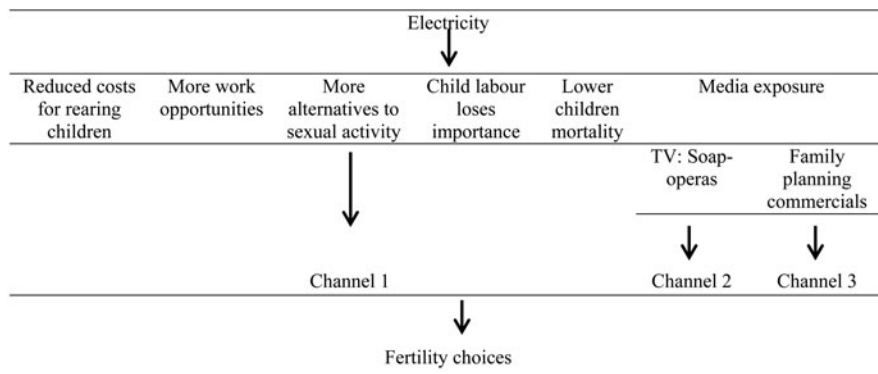 Electricity
Reduced costs
for rearing
children
More work
opportunities
More
alternatives to
sexual activity
Child labour
loses
importance
Lower
children
mortality
Media exposure
TV: Soap-
operas
Family
planning
commercials
Channel 1
Channel 2
Channel 3
Fertility choices